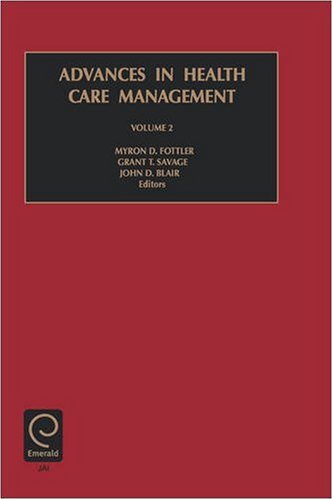 ADVANCES IN HEALTH
CARE MANAGEMENT
VOLUME 2
MYRON D. FOTTLER
GRANT T. SAVAGE
JOHN D. BLAIR
Editors
Emerald
JAI